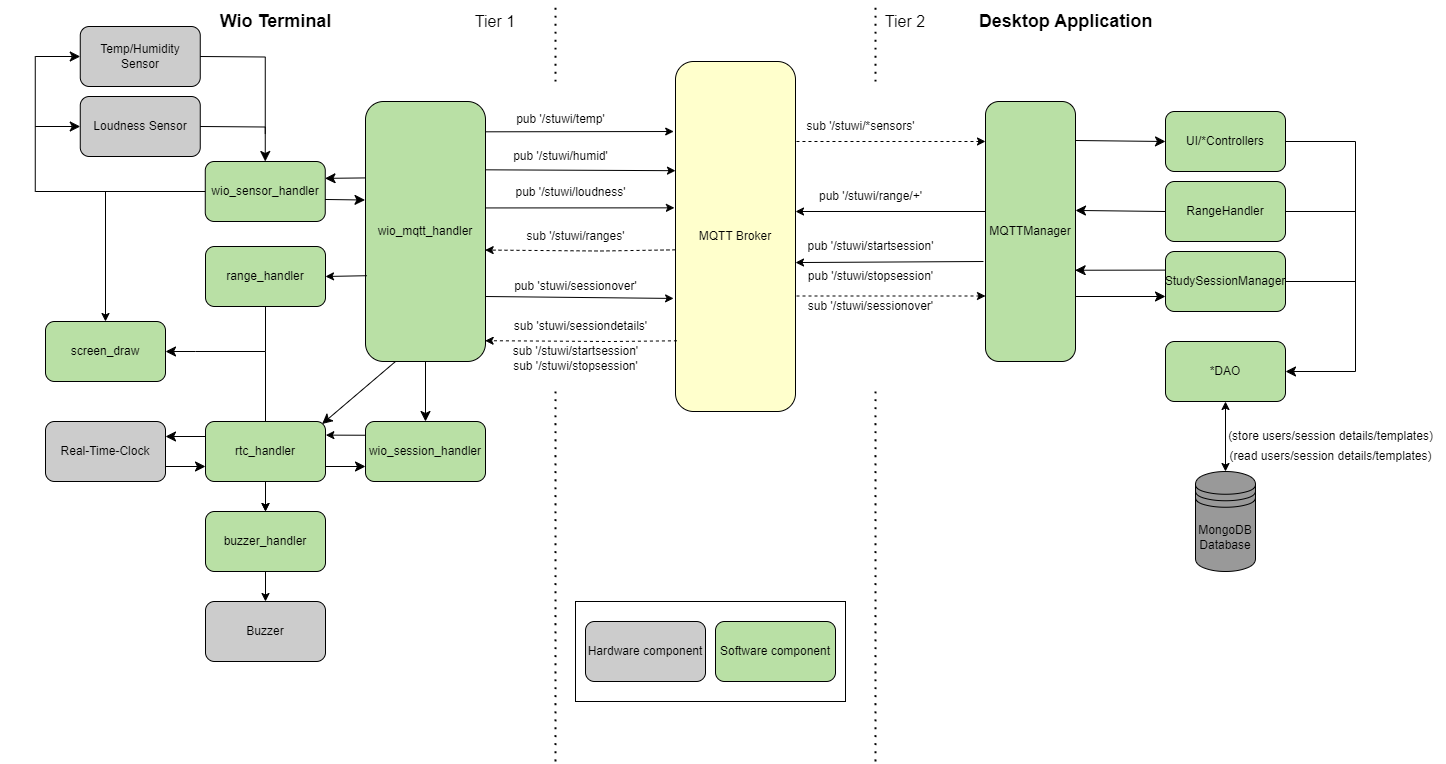 Wio Terminal
Tier 1
Tier 2
Desktop Application
Temp/Humidity
Sensor
Loudness Sensor
wio_sensor_handler
range_handler
screen_draw
Real-Time-Clock
rtc_handler
wio_session_handler
buzzer_handler
Buzzer
wio_mqtt_handler
pub '/stuwi/temp'
pub '/stuwi/humid'
pub '/stuwi/loudness'
sub '/stuwi/ranges'
pub 'stuwi/sessionover'
sub 'stuwi/sessiondetails'
sub '/stuwi/startsession'
sub '/stuwi/stopsession'
MQTT Broker
sub '/stuwi/*sensors'
pub '/stuwi/range/+'
pub '/stuwi/startsession'
pub '/stuwi/stopsession'
sub '/stuwi/sessionover'
MQTTManager
UI/*Controllers
RangeHandler
StudySessionManager
*DAO
(store users/session details/templates)
(read users/session details/templates)
MongoDB
Database
Hardware component
Software component